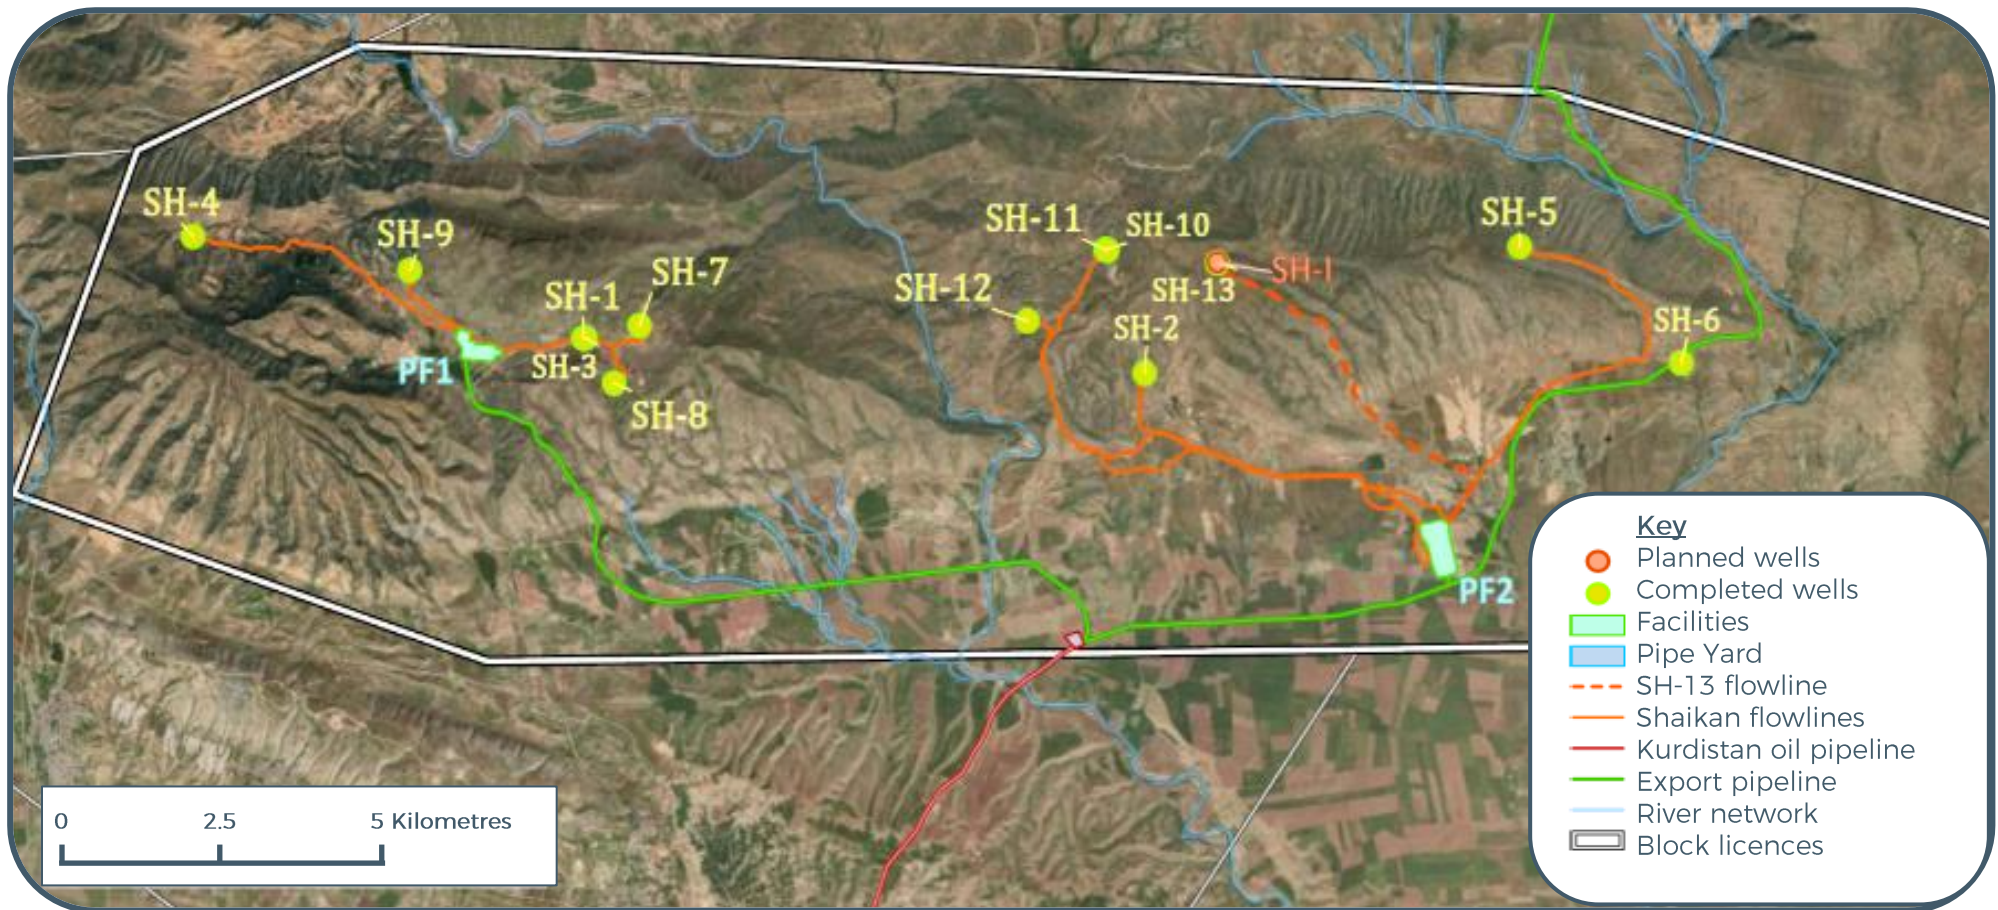 SH-4
SH-9
SH-1
SH-7
SH-3
SH-8
PF1
SH-11
SH-10
SH-12
SH-13
SH-I
SH-2
SH-5
SH-6
PF2
Key
Planned wells
Completed wells
Facilities
Pipe Yard
SH-13 flowline
Shaikan flowlines
Kurdistan oil pipeline
Export pipeline
River network
Block licences
0 2.5 5 Kilometres